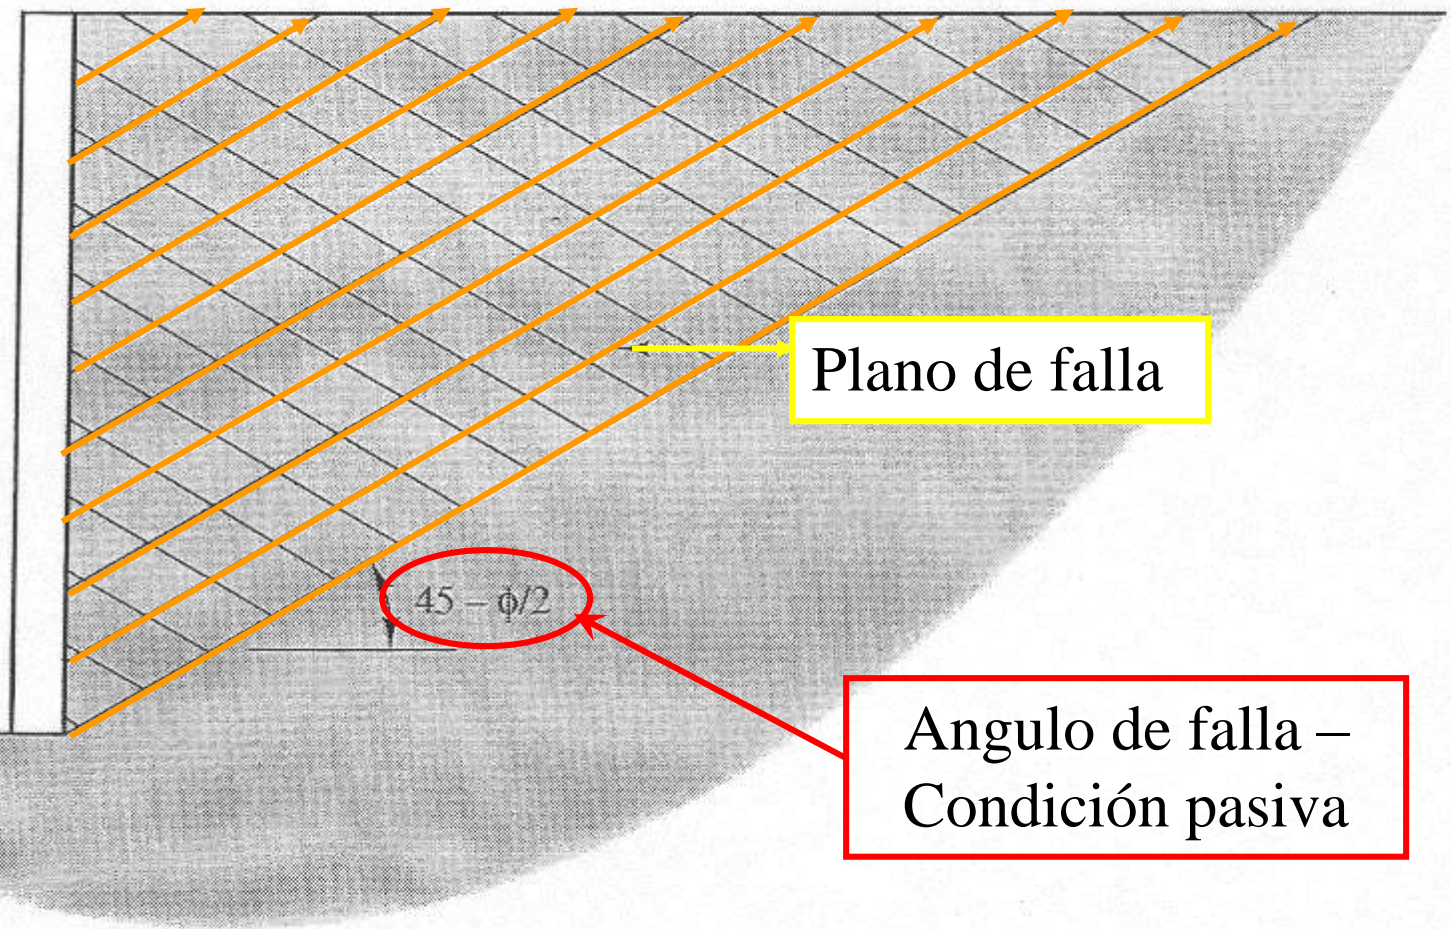 Plano de falla
45 – ϕ/2
Angulo de falla –
Condición pasiva